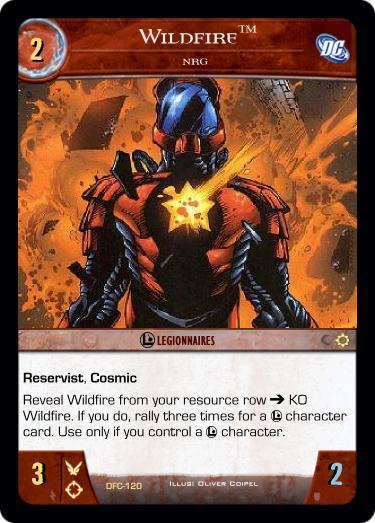 2
WILDFIRE™
NRG
DC
L LEGIONNAIRES
Reservist, Cosmic
Reveal Wildfire from your resource row ➔ KO
Wildfire. If you do, rally three times for a L character
card. Use only if you control a L character.
3
DFC-120
ILLUS: OLIVER COIPEL
2